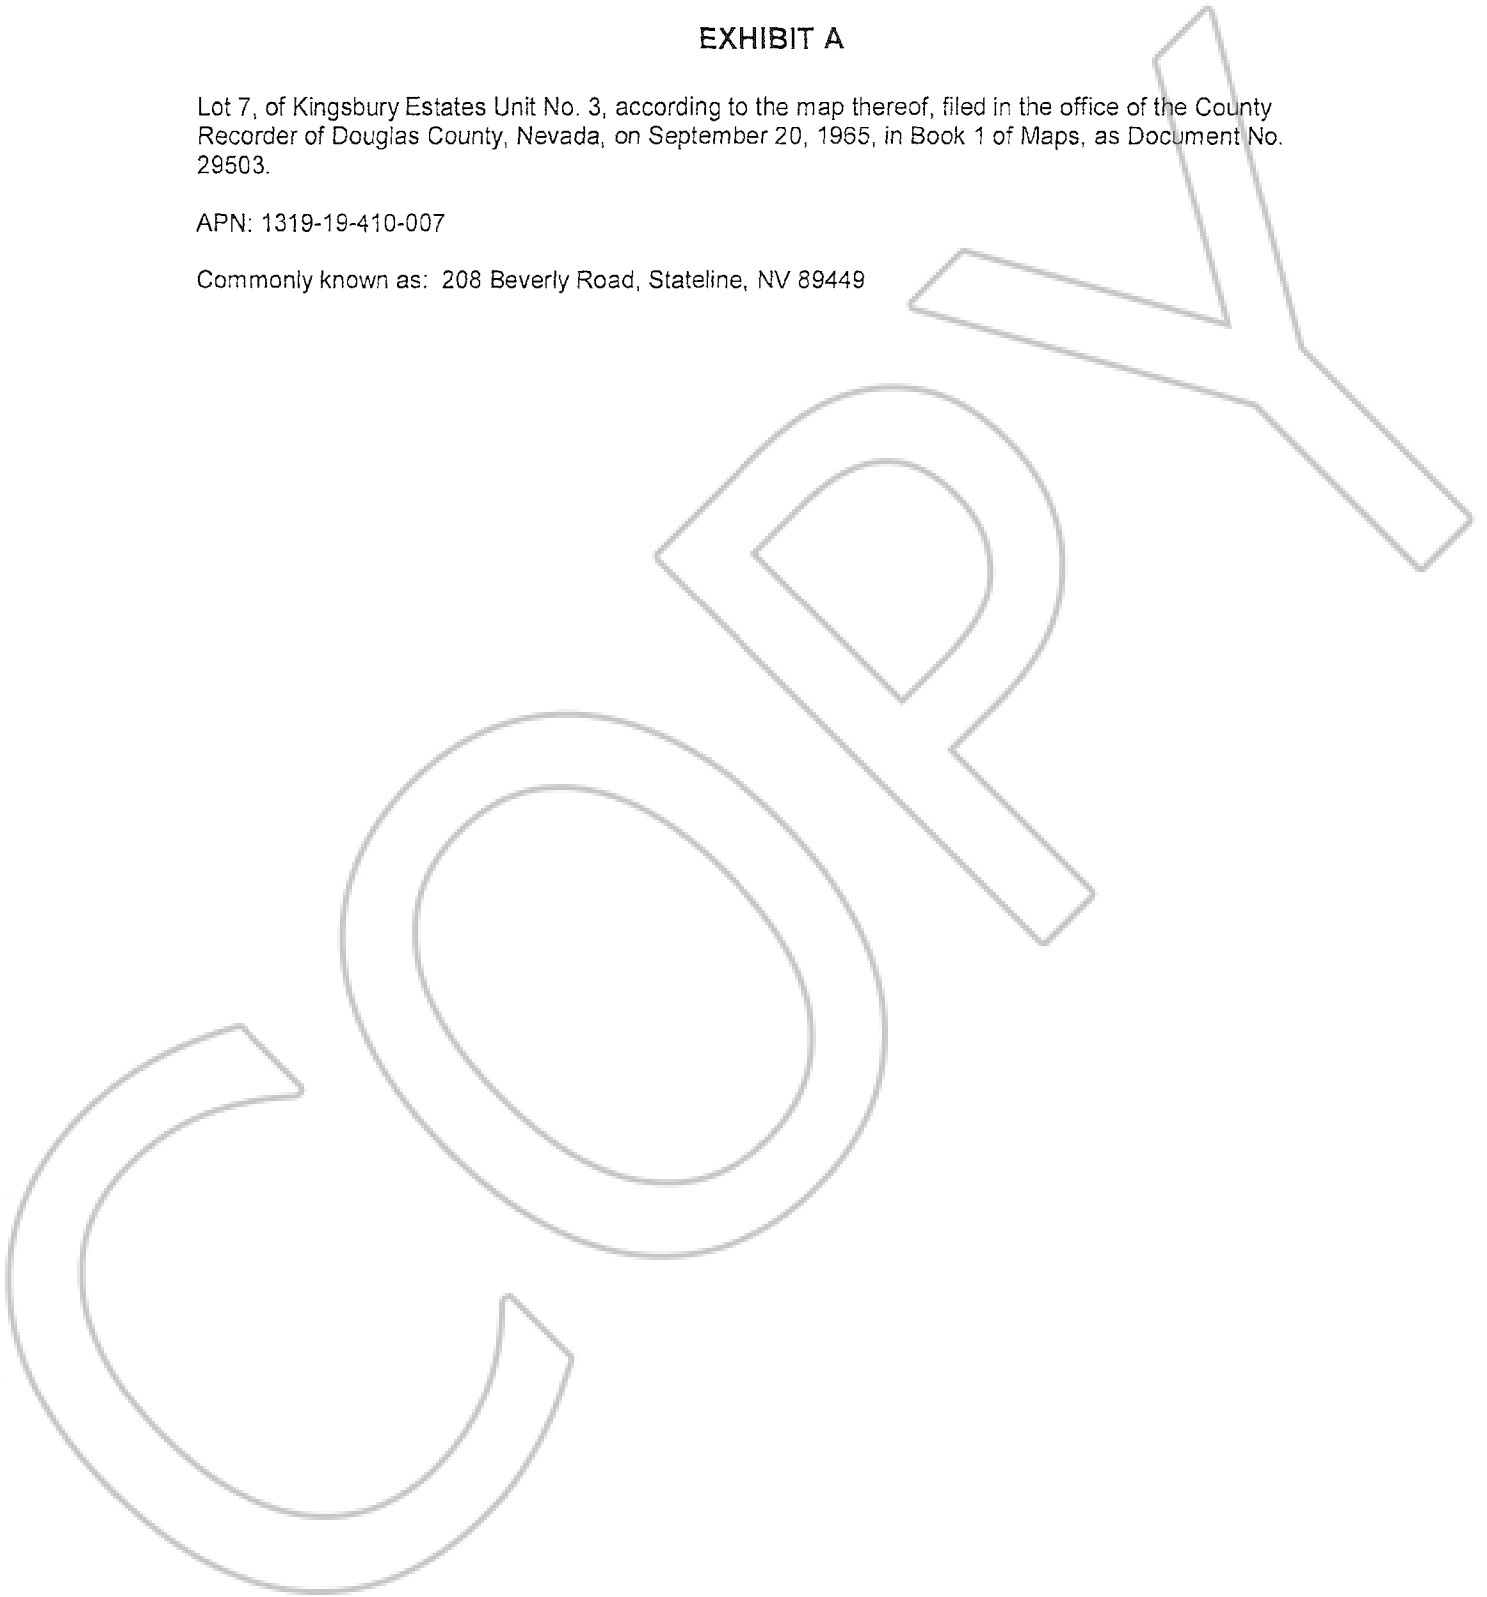 EXHIBIT A
Lot 7, of Kingsbury Estates Unit No. 3, according to the map thereof, filed in the office of the County
Recorder of Douglas County, Nevada, on September 20, 1965, in Book 1 of Maps, as Document No.
29503.
APN: 1319-19-410-007
Commonly known as: 208 Beverly Road, Stateline, NV 89449
COPY